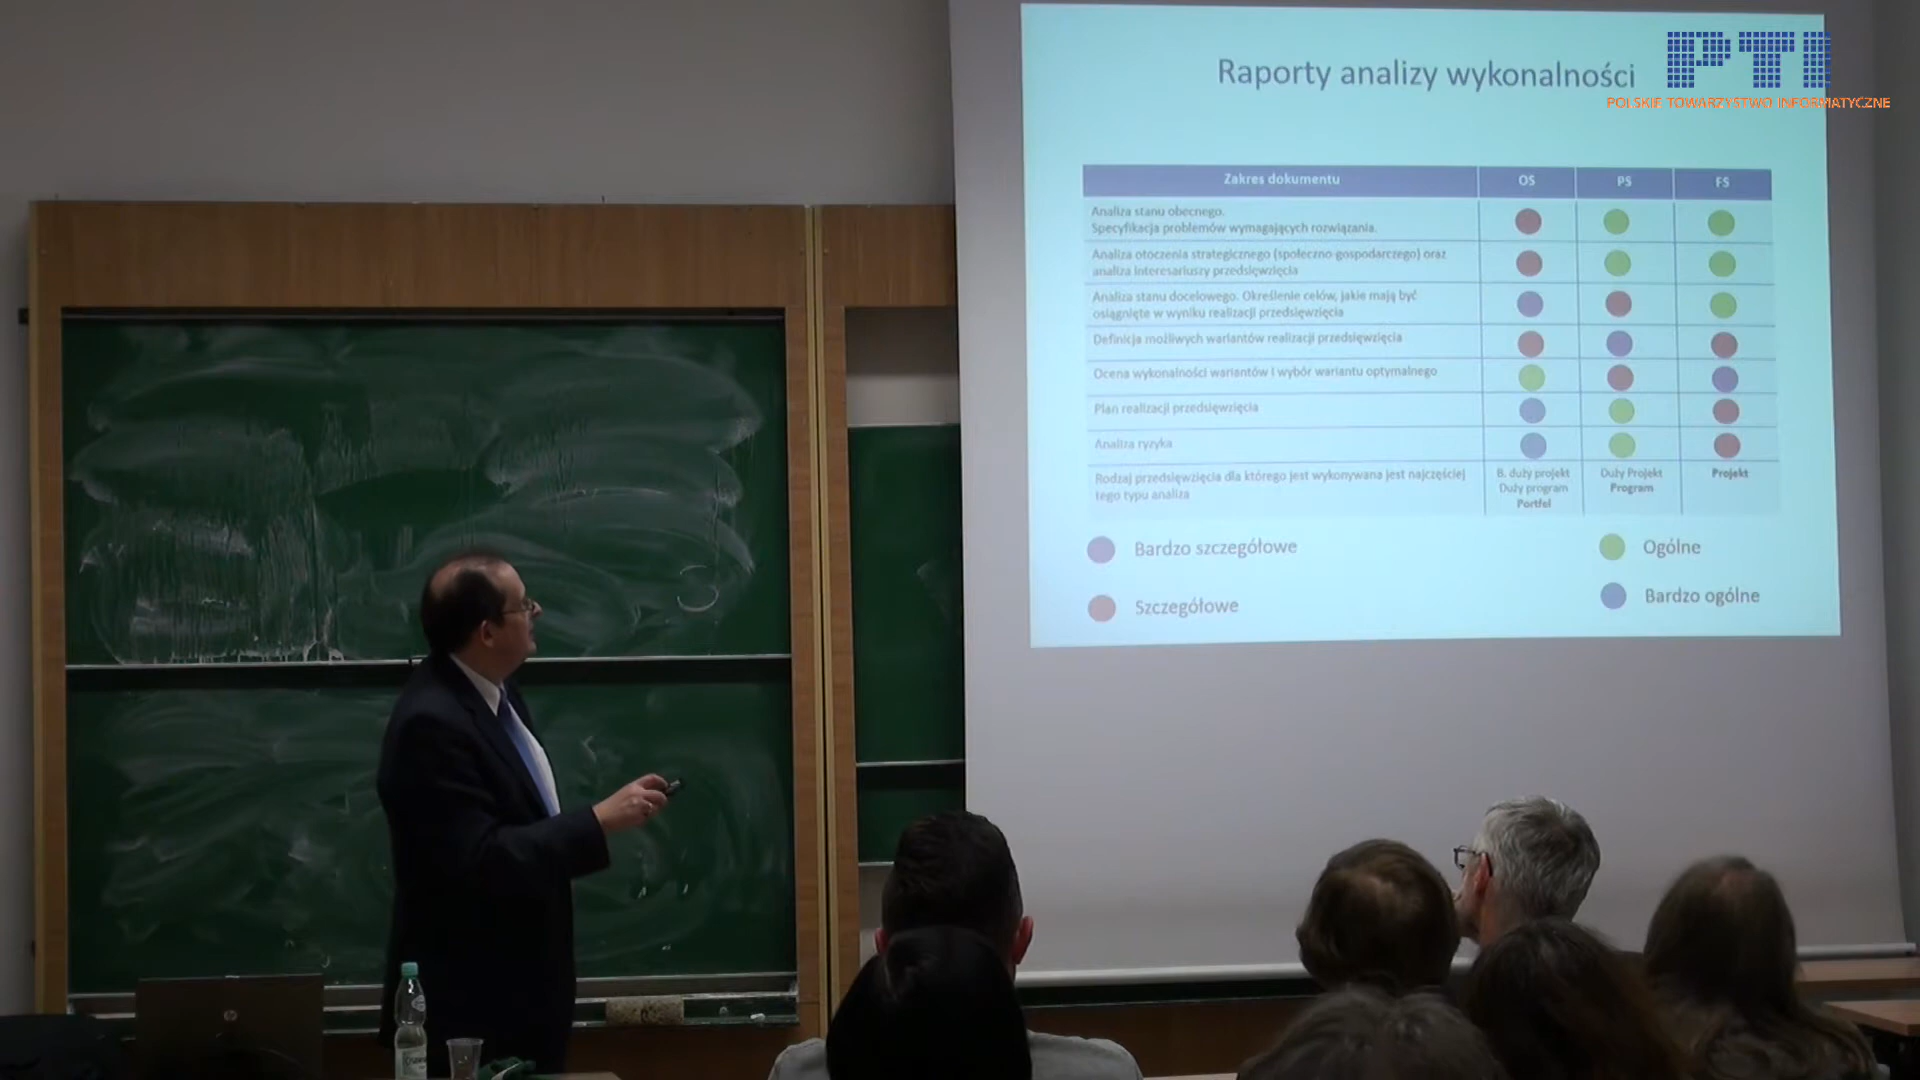 Raporty analizy wykonalności
PTI
POLSKIE TOWARZYSTWO INFORMATYCZNE
Zakres dokumentu OS PS FS
Analiza stanu obecnego.
Specyfikacja problemów wymagających rozwiązania.
Analiza otoczenia strategicznego (społeczno-gospodarczego) oraz
analiza interesariuszy przedsięwzięcia
Analiza stanu docelowego. Określenie celów, jakie mają być
osiągnięte w wyniku realizacji przedsięwzięcia
Definicja możliwych wariantów realizacji przedsięwzięcia
Ocena wykonalności wariantów i wybór wariantu optymalnego
Plan realizacji przedsięwzięcia
Analiza ryzyka
Rodzaj przedsięwzięcia dla którego jest wykonywana jest najczęściej
tego typu analiza
B. duży projekt
Duży program
Portfel
Duży Projekt
Program
Projekt
Bardzo szczegółowe
Ogólne
Szczegółowe
Bardzo ogólne
hp